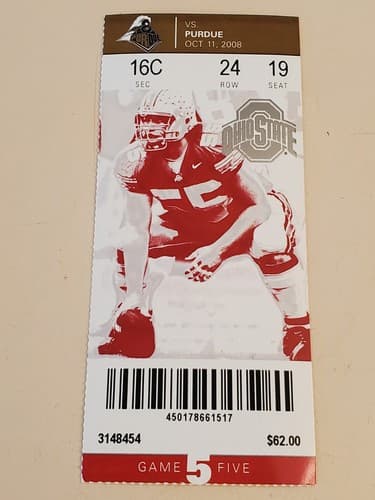 VS.
PURDUE
OCT 11, 2008
16C 24 19
SEC ROW SEAT
OHIO STATE
55
450178661517
3148454 $62.00
GAME 5 FIVE